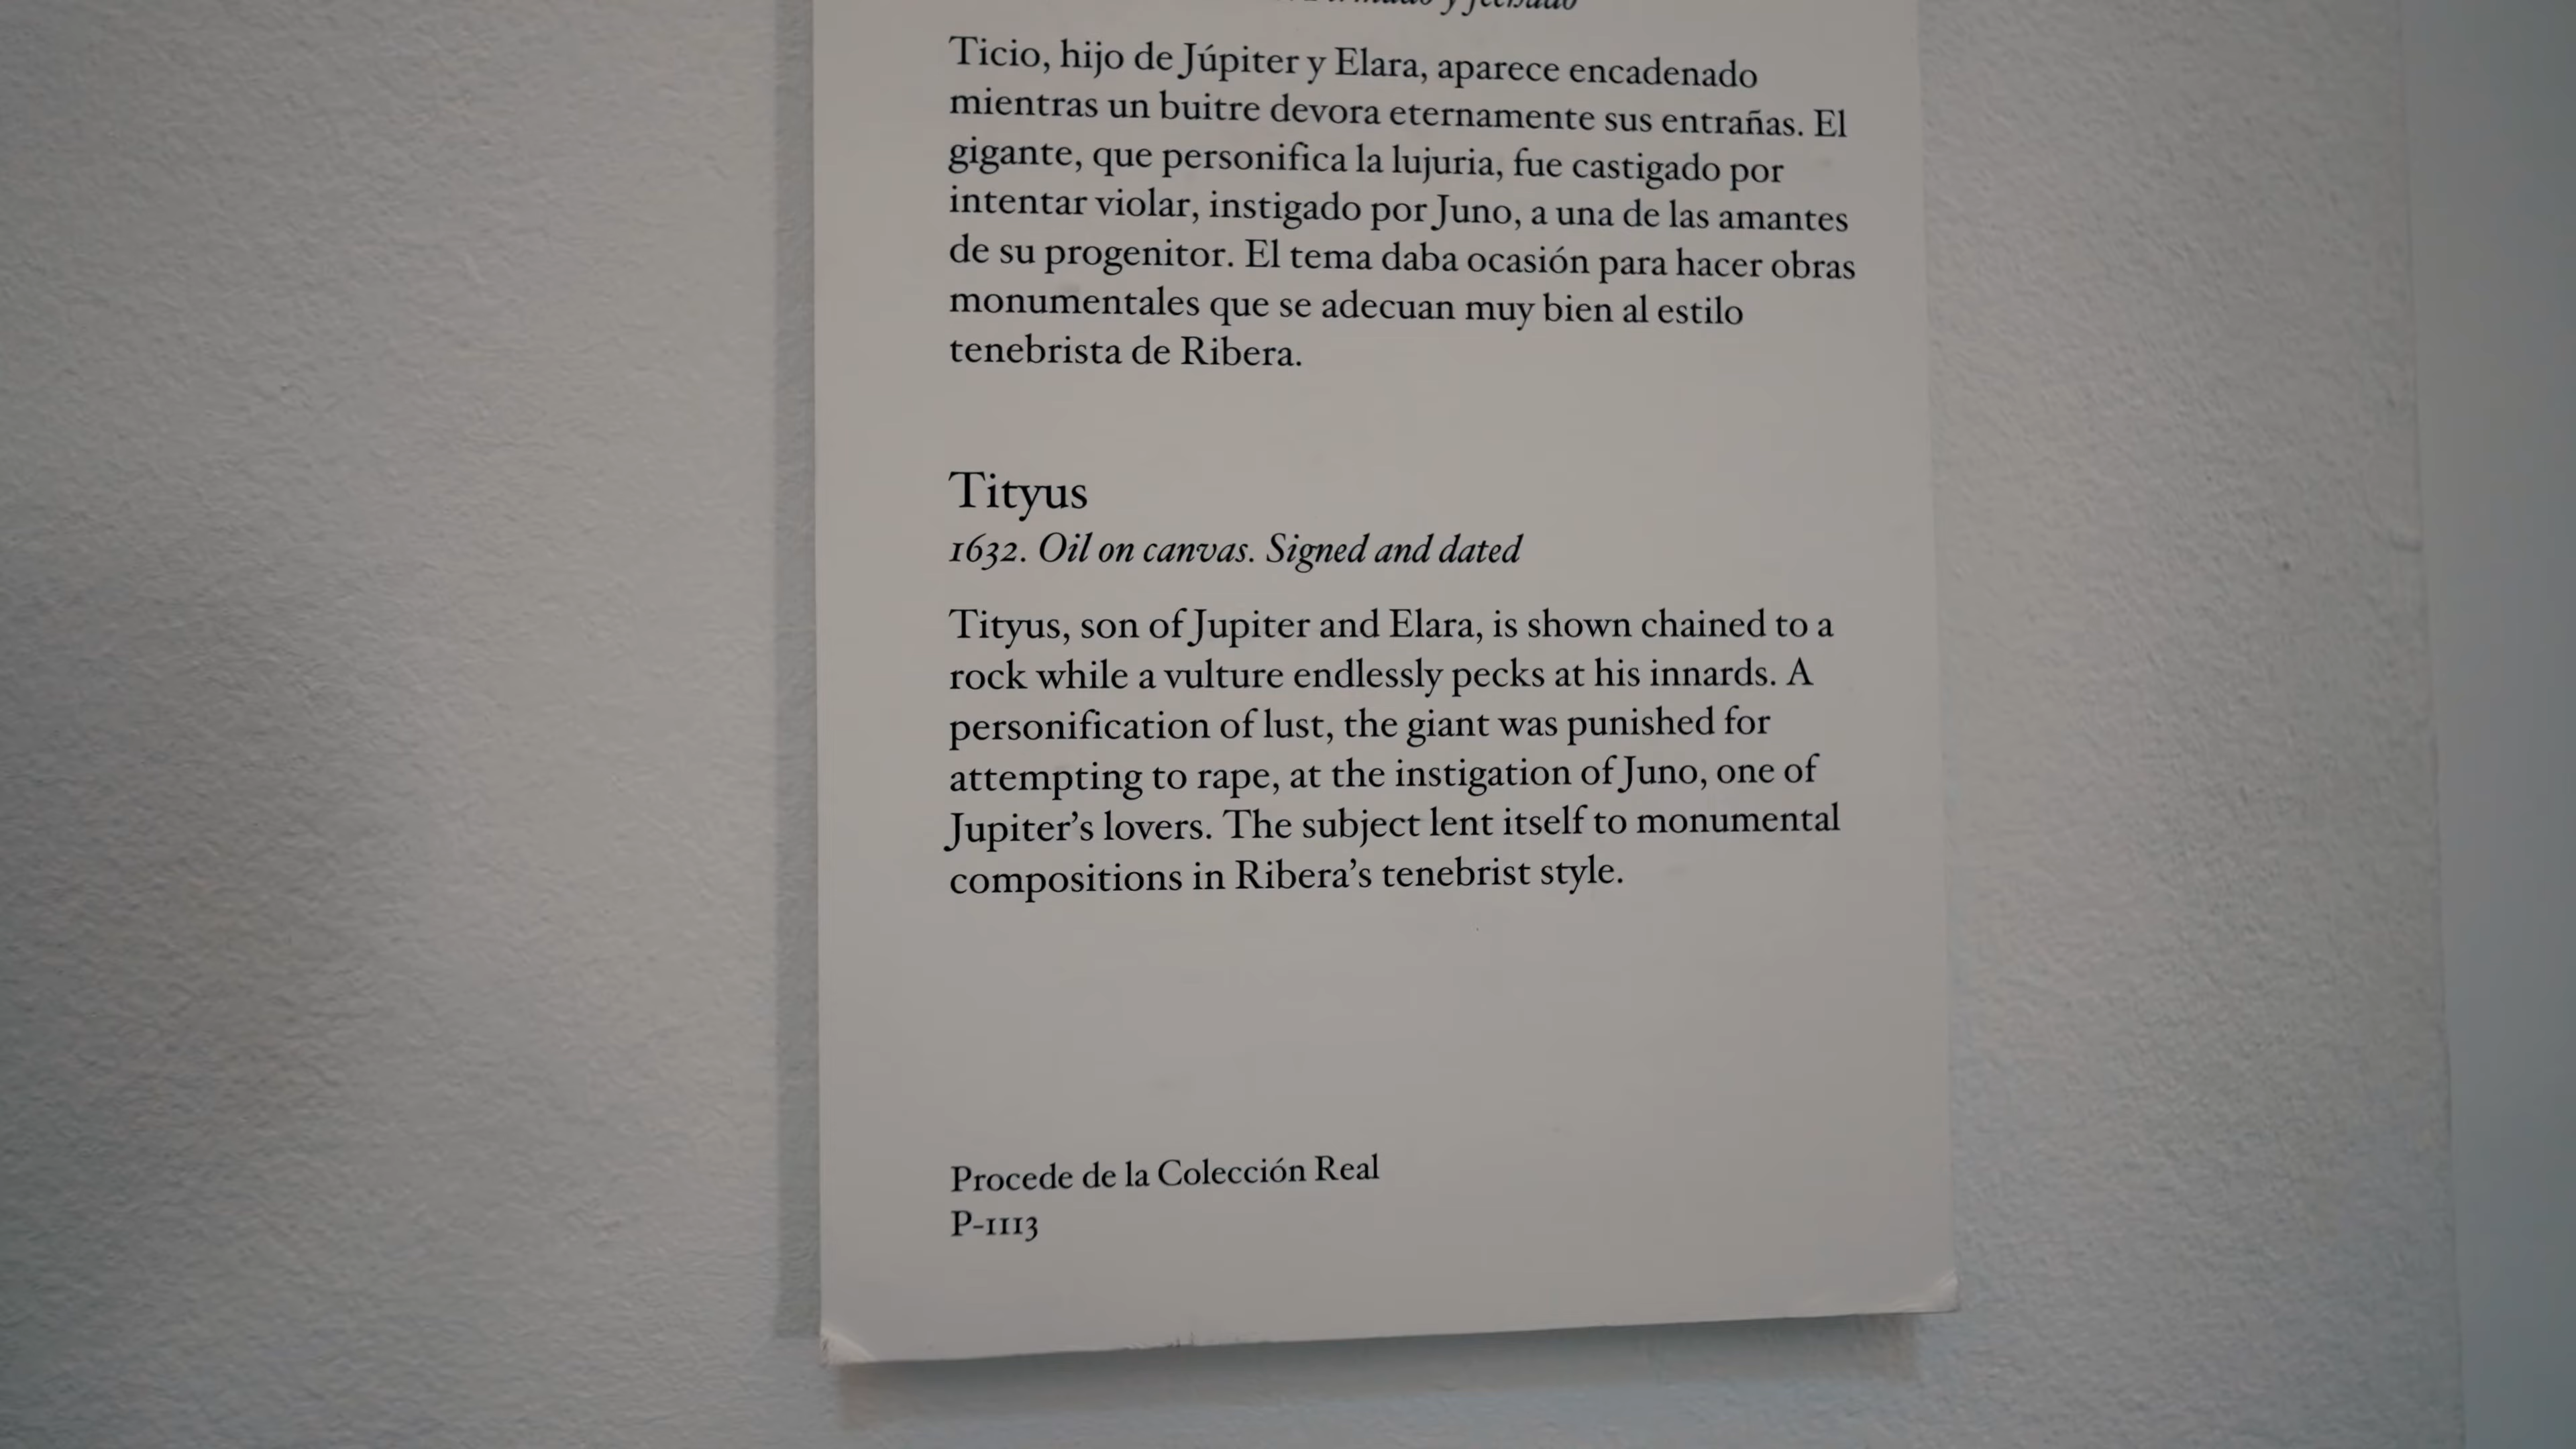 y fechado
Ticio, hijo de Júpiter y Elara, aparece encadenado
mientras un buitre devora eternamente sus entrañas. El
gigante, que personifica la lujuria, fue castigado por
intentar violar, instigado por Juno, a una de las amantes
de su progenitor. El tema daba ocasión para hacer obras
monumentales que se adecuan muy bien al estilo
tenebrista de Ribera.
Tityus
1632. Oil on canvas. Signed and dated
Tityus, son of Jupiter and Elara, is shown chained to a
rock while a vulture endlessly pecks at his innards. A
personification of lust, the giant was punished for
attempting to rape, at the instigation of Juno, one of
Jupiter’s lovers. The subject lent itself to monumental
compositions in Ribera’s tenebrist style.
Procede de la Colección Real
P-1113